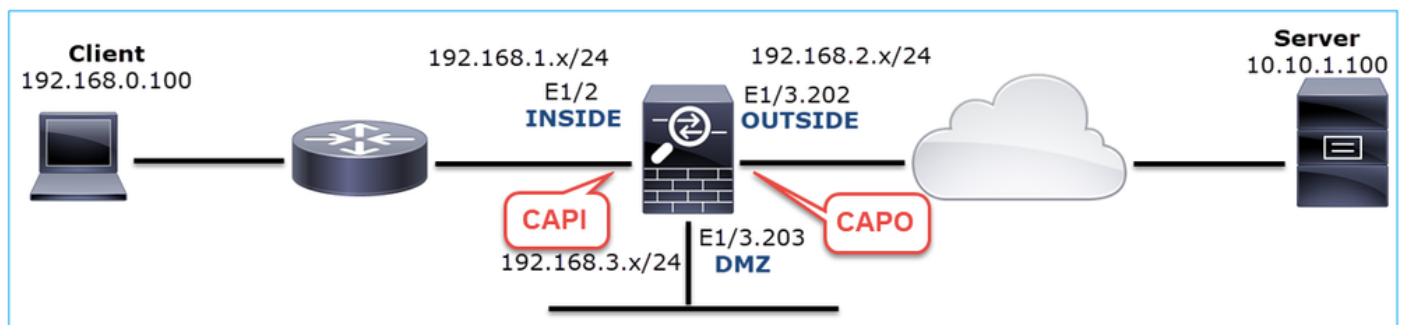 Client
192.168.0.100
192.168.1.x/24
E1/2
INSIDE
192.168.2.x/24
E1/3.202
OUTSIDE
Server
10.10.1.100
CAPI
CAPO
E1/3.203
192.168.3.x/24
DMZ